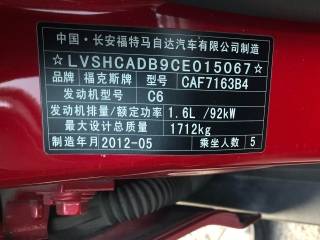 中国·长安福特马自达汽车有限公司制造
☆LVSHCADB9CE015067☆
品牌 福克斯牌 型号 CAF7163B4
发动机型号 C6
发动机排量/额定功率 1.6L /92kW
最大设计总质量 1712kg
制造年月 2012-05 乘坐人数 5